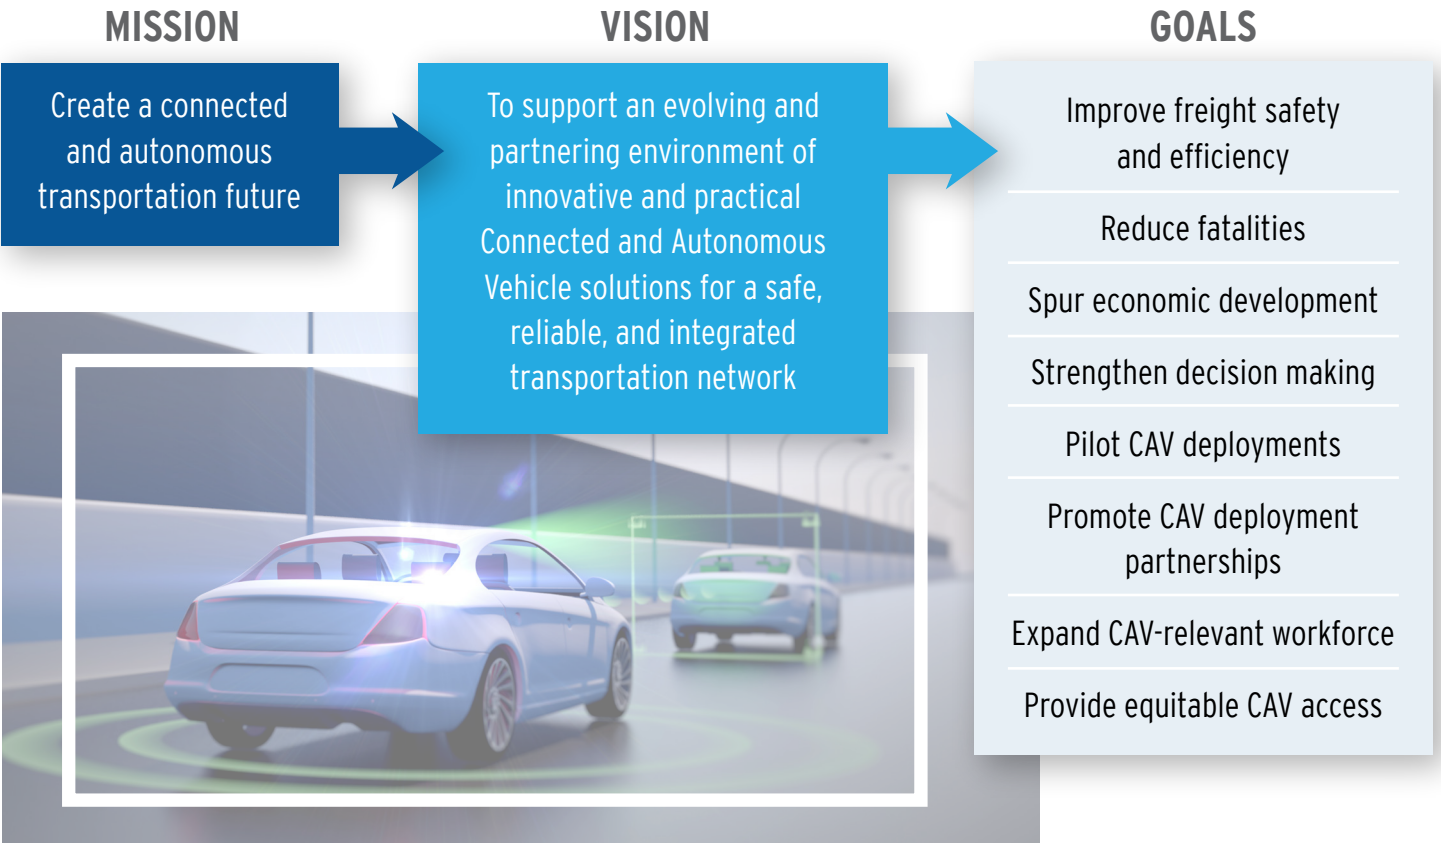 MISSION
Create a connected
and autonomous
transportation future
VISION
To support an evolving and
partnering environment of
innovative and practical
Connected and Autonomous
Vehicle solutions for a safe,
reliable, and integrated
transportation network
GOALS
Improve freight safety
and efficiency
Reduce fatalities
Spur economic development
Strengthen decision making
Pilot CAV deployments
Promote CAV deployment
partnerships
Expand CAV-relevant workforce
Provide equitable CAV access